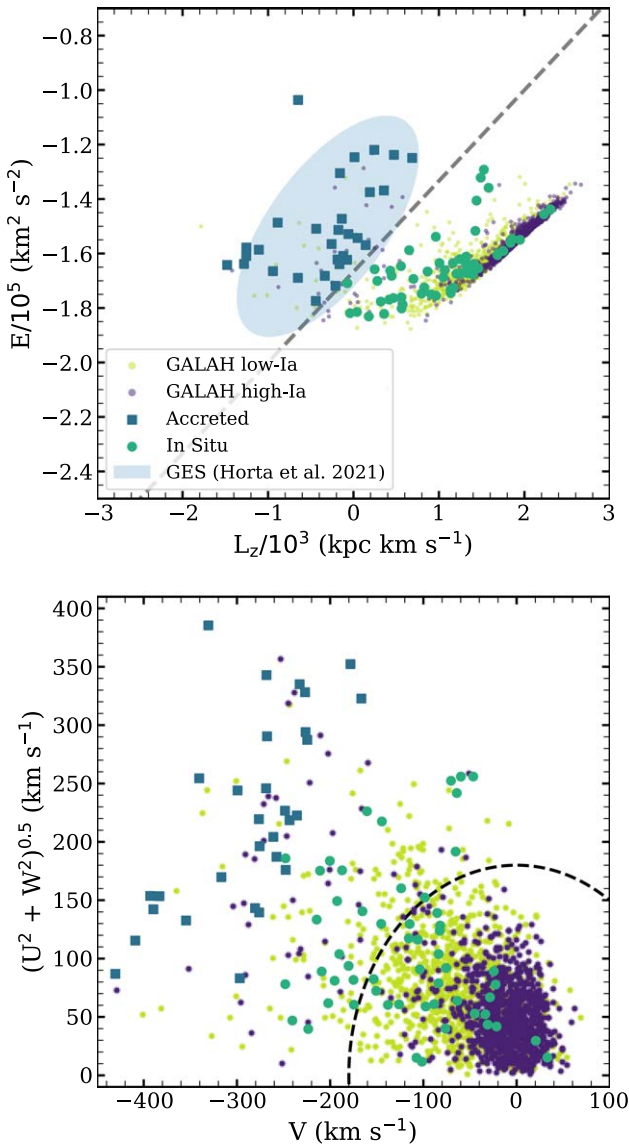 −0.8
−1.0
−1.2
−1.4
−1.6
−1.8
−2.0
−2.2
−2.4
E/10⁵ (km² s⁻²)
GALAH low-Ia
GALAH high-Ia
Accreted
In Situu
GES (Horta et al. 2021)
−3 −2 −1 0 1 2 3
L_z/10³ (kpc km s⁻¹)
400
350
300
250
200
150
100
50
0
(U² + W²)^0.5 (km s⁻¹)
−400 −300 −200 −100 0 100
V (km s⁻¹)